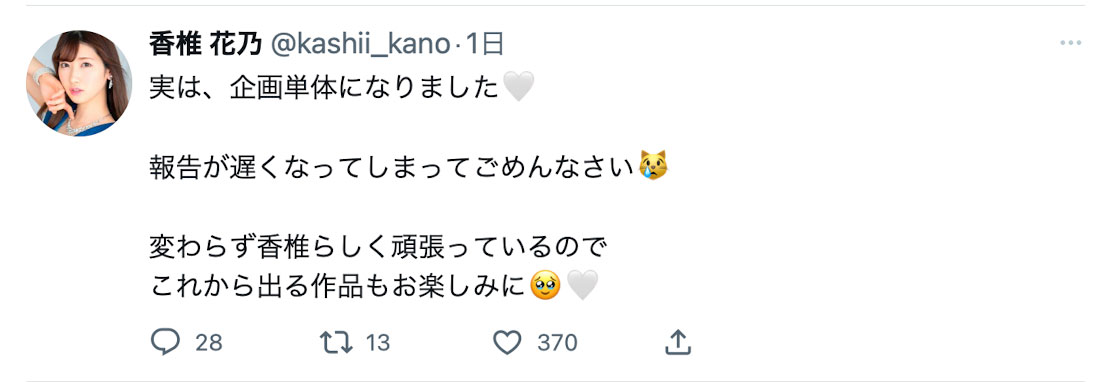 香椎 花乃 @kashii_kano·1日
実は、企画単体になりました🤍
報告が遅くなってしまってごめんなさい😿
変わらず香椎らしく頑張っているので
これから出る作品もお楽しみに🥹🤍
28 13 370